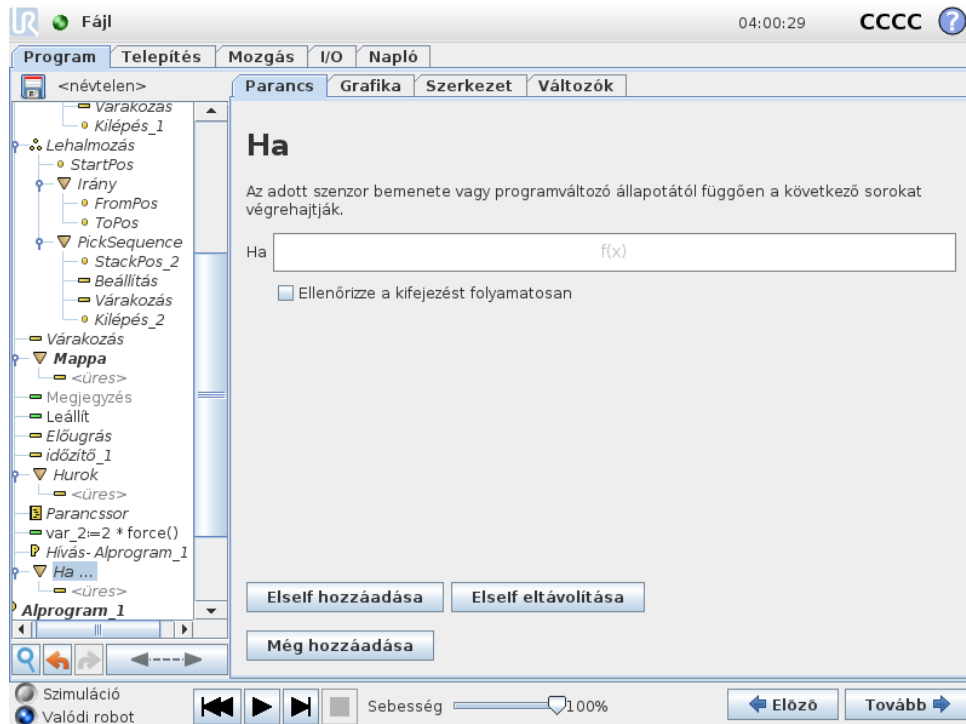 UR Fájl 04:00:29 CCCC ?
Program Telepítés Mozgás I/O Napló
<névtelen>
Parancs Grafika Szerkezet Változók
Várakozás
Kilépés_1
Lehalmozás
StartPos
Irány
FromPos
ToPos
PickSequence
StackPos_2
Beállítás
Várakozás
Kilépés_2
Várakozás
Mappa
<üres>
Megjegyzés
Leállít
Előugrás
időzítő_1
Hurok
<üres>
Parancssor
var_2:=2 * force()
Hívás- Alprogram_1
Ha ...
<üres>
Alprogram_1
Ha
Az adott szenzor bemenete vagy programváltozó állapotától függően a következő sorokat
végrehajtják.
Ha f(x)
Ellenőrizze a kifejezést folyamatosan
ElseIf hozzáadása ElseIf eltávolítása
Még hozzáadása
Szimuláció
Valódi robot
Sebesség 100%
Előző Tovább